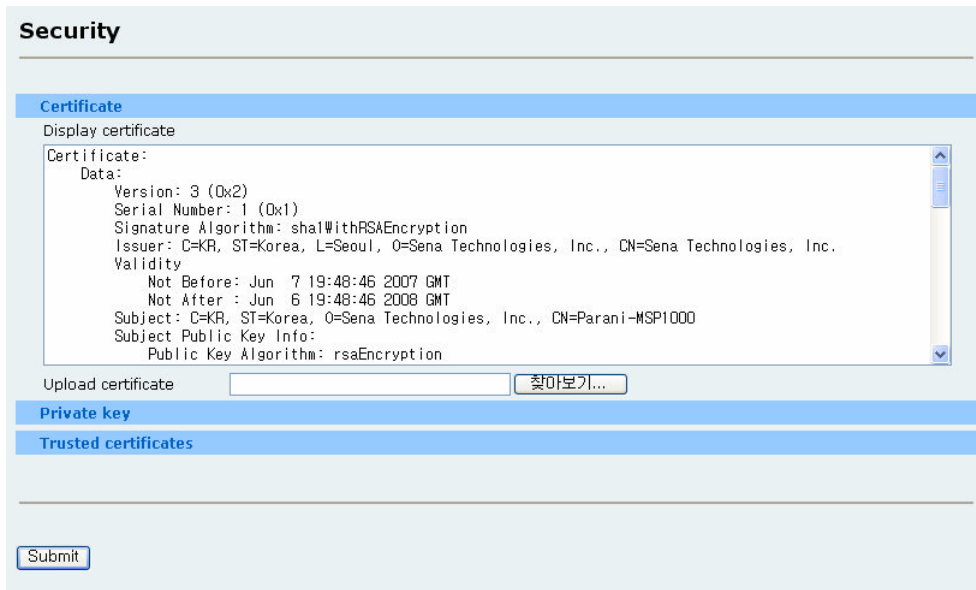 Security
Certificate
Display certificate
Certificate:
Data:
Version: 3 (0x2)
Serial Number: 1 (0x1)
Signature Algorithm: sha1WithRSAEncryption
Issuer: C=KR, ST=Korea, L=Seoul, O=Sena Technologies, Inc., CN=Sena Technologies, Inc.
Validity
Not Before: Jun  7 19:48:46 2007 GMT
Not After : Jun  6 19:48:46 2008 GMT
Subject: C=KR, ST=Korea, O=Sena Technologies, Inc., CN=Parani-MSP1000
Subject Public Key Info:
Public Key Algorithm: rsaEncryption
Upload certificate 찾아보기...
Private key
Trusted certificates
Submit